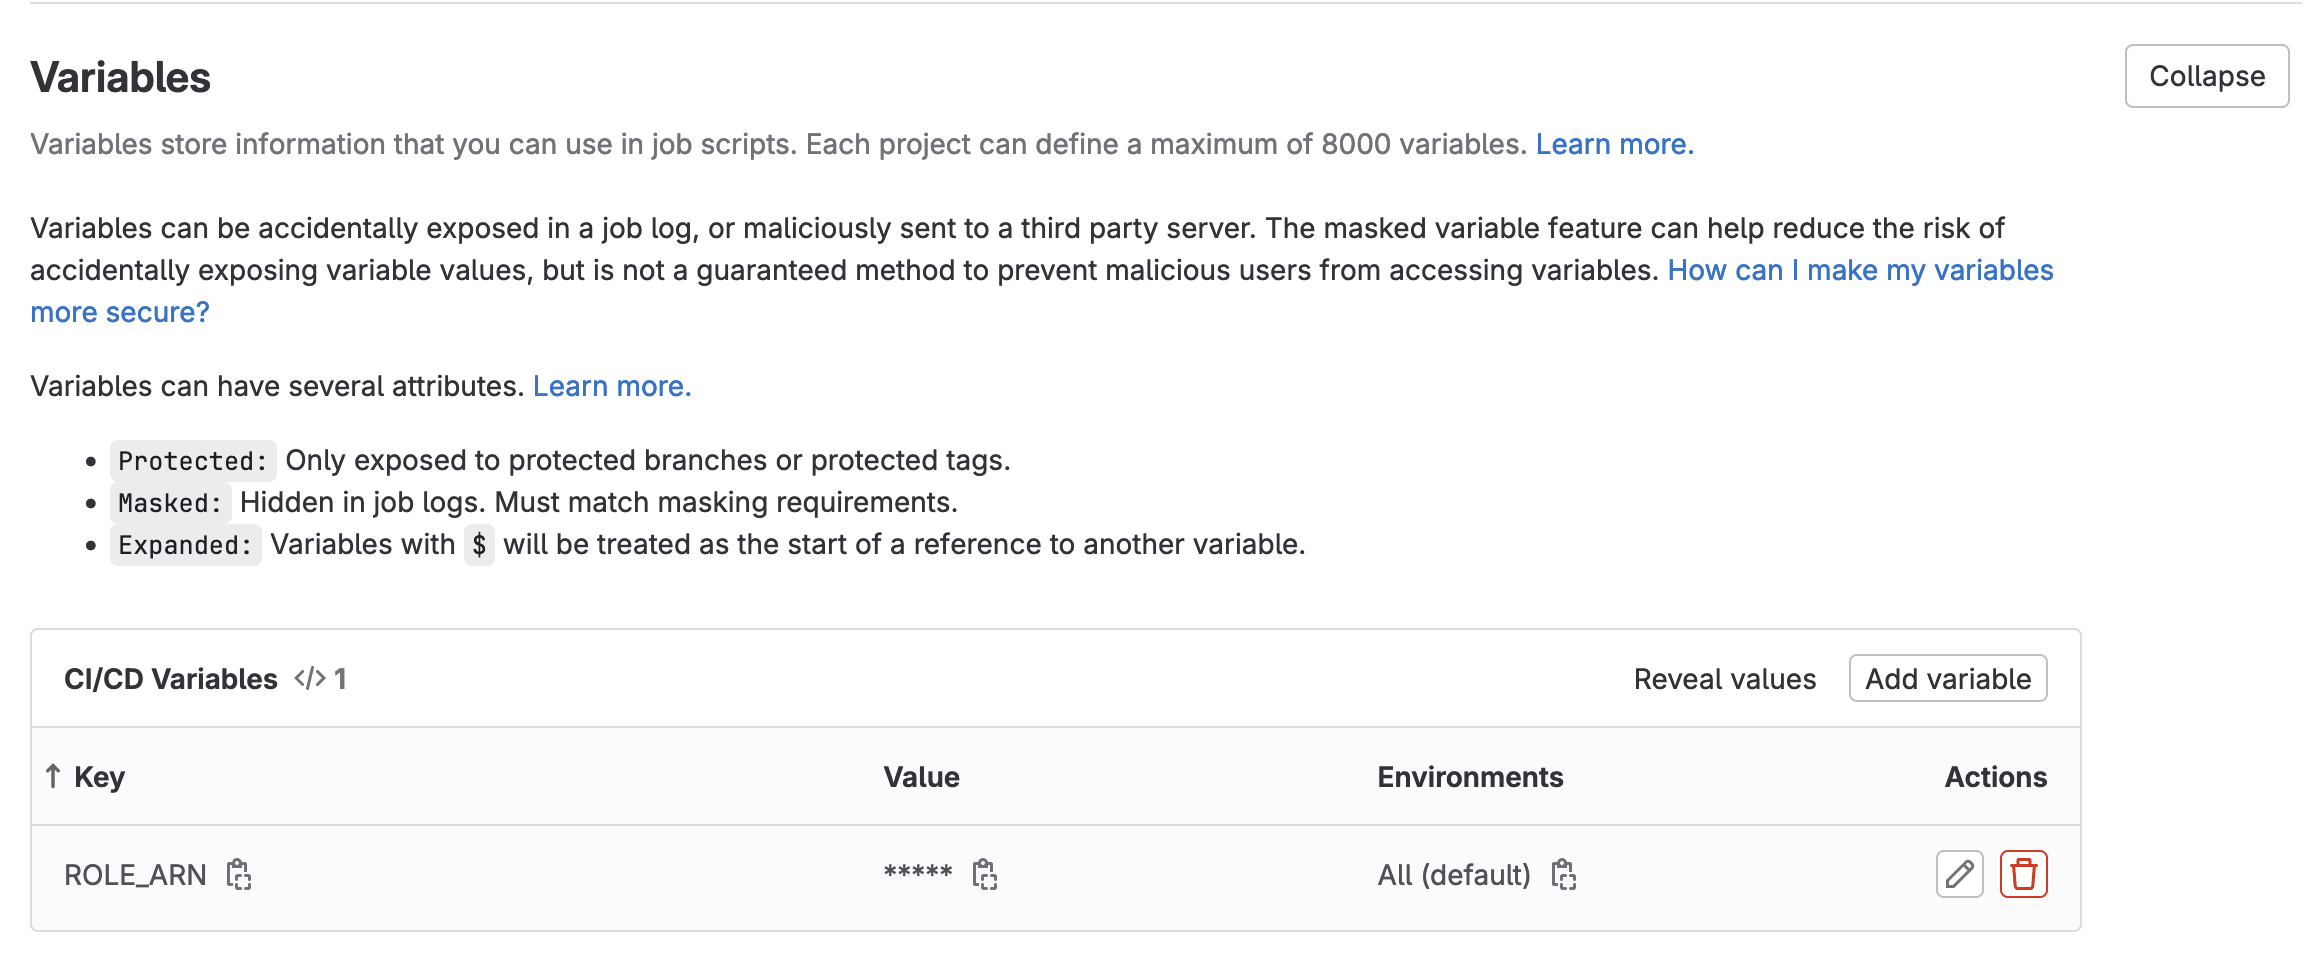 Variables
Collapse
Variables store information that you can use in job scripts. Each project can define a maximum of 8000 variables. Learn more.
Variables can be accidentally exposed in a job log, or maliciously sent to a third party server. The masked variable feature can help reduce the risk of
accidentally exposing variable values, but is not a guaranteed method to prevent malicious users from accessing variables. How can I make my variables
more secure?
Variables can have several attributes. Learn more.
• Protected: Only exposed to protected branches or protected tags.
• Masked: Hidden in job logs. Must match masking requirements.
• Expanded: Variables with $ will be treated as the start of a reference to another variable.
CI/CD Variables </> 1 Reveal values Add variable
↑ Key Value Environments Actions
ROLE_ARN ***** All (default)